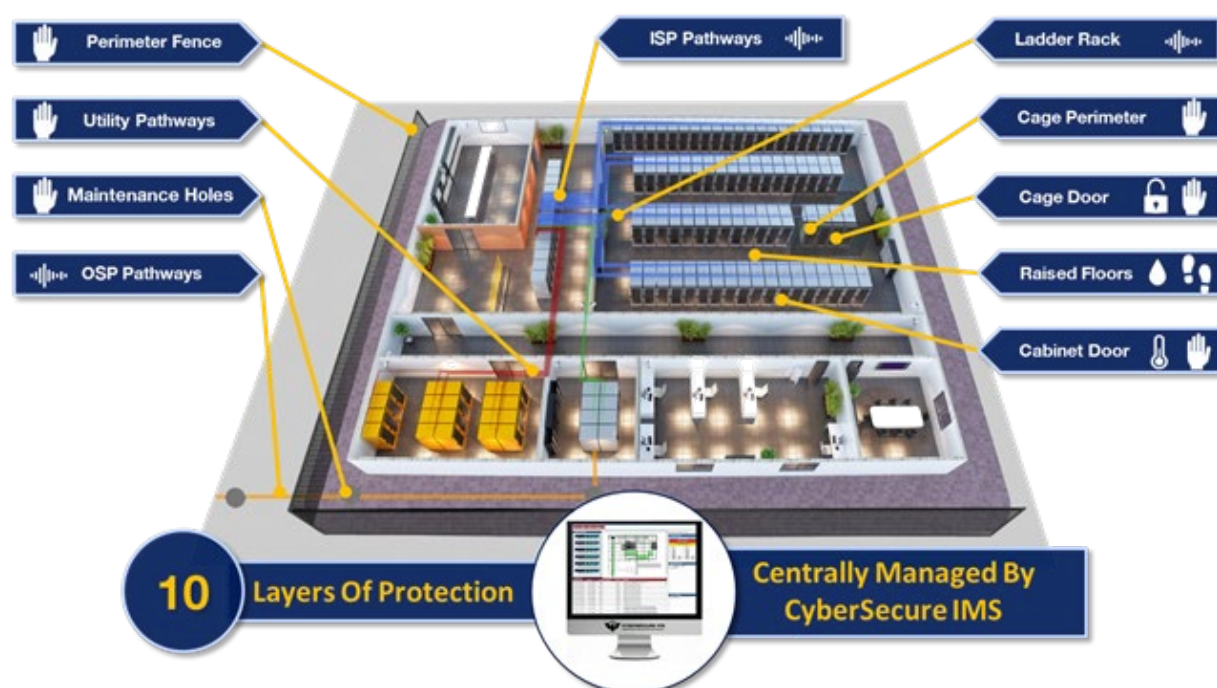 Perimeter Fence
Utility Pathways
Maintenance Holes
OSP Pathways
ISP Pathways
Ladder Rack
Cage Perimeter
Cage Door
Raised Floors
Cabinet Door
10
Layers Of Protection
Centrally Managed By
CyberSecure IMS